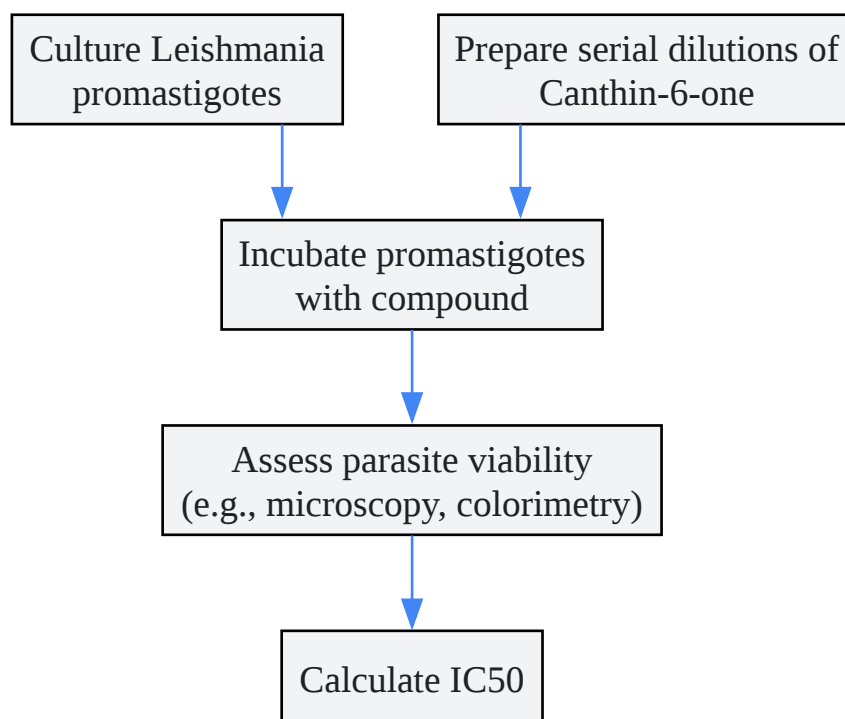 Culture Leishmania
promastigotes
Prepare serial dilutions of
Canthin-6-one
Incubate promastigotes
with compound
Assess parasite viability
(e.g., microscopy, colorimetry)
Calculate IC50